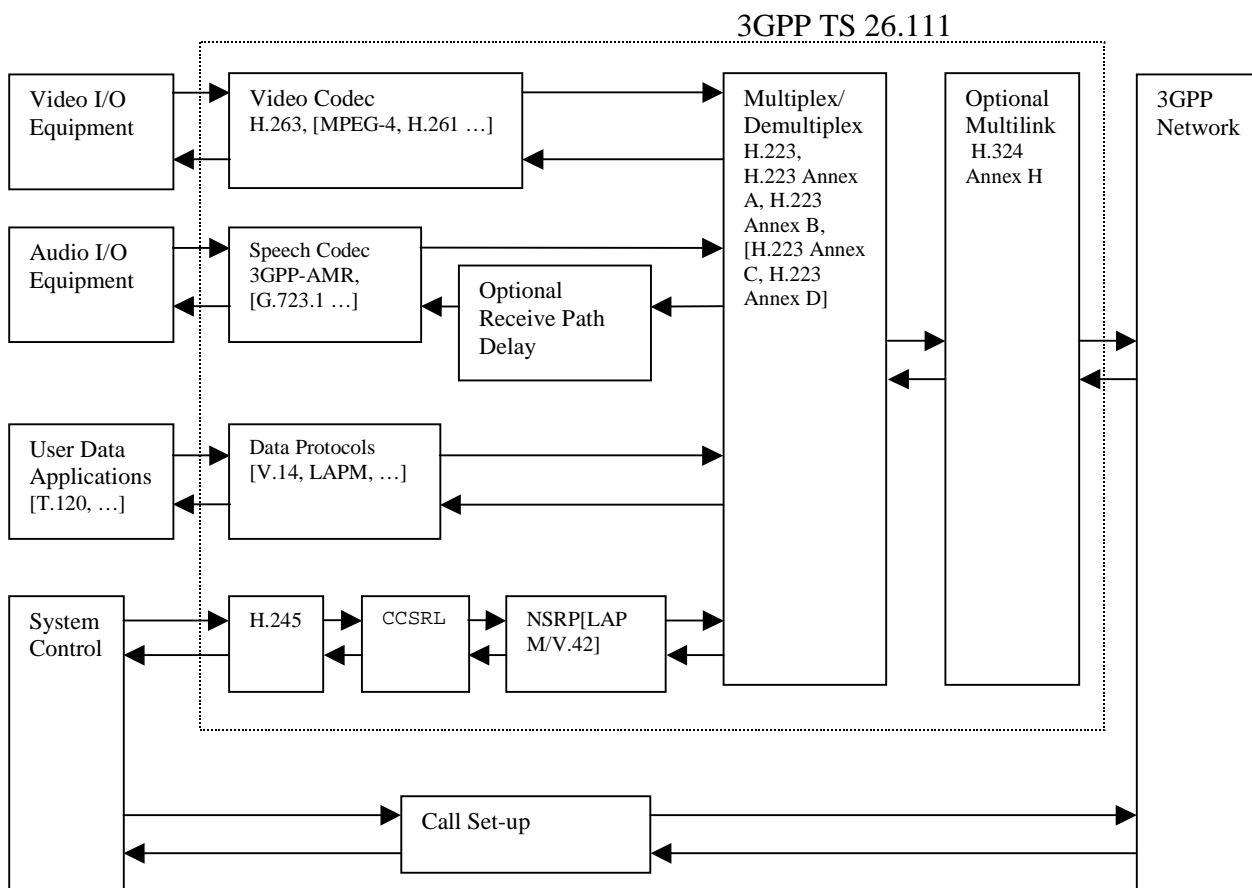 3GPP TS 26.111
Video I/O
Equipment
Video Codec
H.263, [MPEG-4, H.261 …]
Multiplex/
Demultiplex
H.223,
H.223 Annex
A, H.223
Annex B,
[H.223 Annex
C, H.223
Annex D]
Optional
Multilink
H.324
Annex H
3GPP
Network
Audio I/O
Equipment
Speech Codec
3GPP-AMR,
[G.723.1 …]
Optional
Receive Path
Delay
User Data
Applications
[T.120, …]
Data Protocols
[V.14, LAPM, …]
System
Control
H.245
CCSRL
NSRP[LAP
M/V.42]
Call Set-up